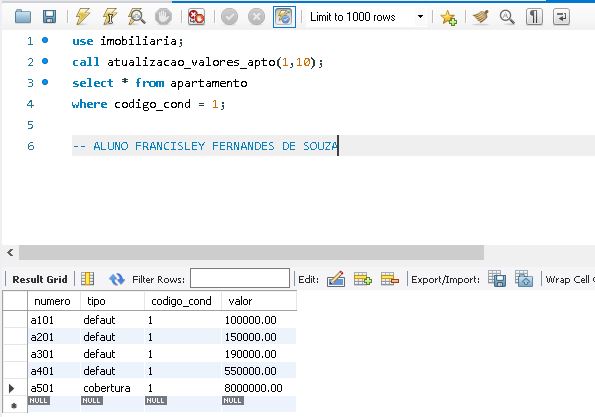 Limit to 1000 rows
1 use imobiliaria;
2 call atualizacao_valores_apto(1,10);
3 select * from apartamento
4 where codigo_cond = 1;
5
6 -- ALUNO FRANCISLEY FERNANDES DE SOUZA
Result Grid Filter Rows: Edit: Export/Import: Wrap Cell C
numero tipo codigo_cond valor
a101 defaut 1 100000.00
a201 defaut 1 150000.00
a301 defaut 1 190000.00
a401 defaut 1 550000.00
a501 cobertura 1 8000000.00
NULL NULL NULL NULL